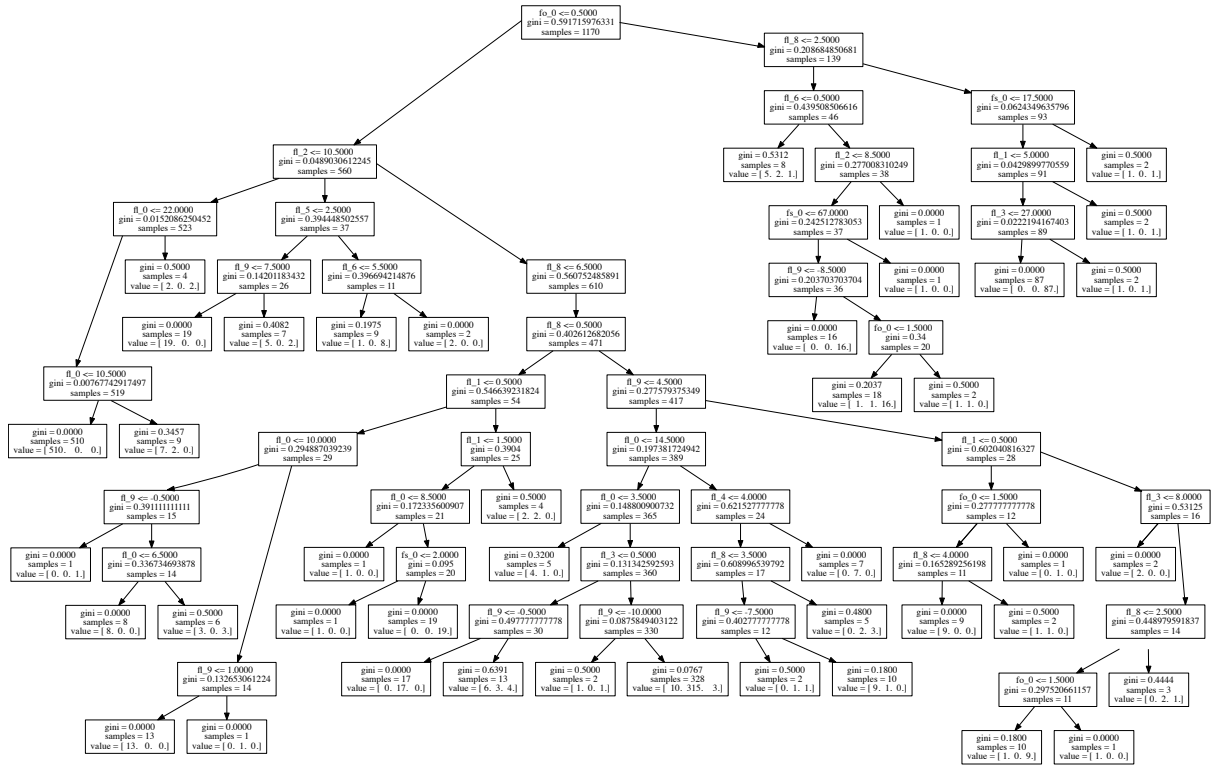 fo_0 <= 0.5000
gini = 0.591715976331
samples = 1170
fl_8 <= 2.5000
gini = 0.208684850681
samples = 139
fl_6 <= 0.5000
gini = 0.439508506616
samples = 46
fs_0 <= 17.5000
gini = 0.0624349635796
samples = 93
fl_2 <= 10.5000
gini = 0.0489030612245
samples = 560
gini = 0.5312
samples = 8
value = [ 5. 2. 1.]
fl_2 <= 8.5000
gini = 0.277008310249
samples = 38
fl_1 <= 5.0000
gini = 0.0429899770559
samples = 91
gini = 0.5000
samples = 2
value = [ 1. 0. 1.]
fl_0 <= 22.0000
gini = 0.0152086250452
samples = 523
fl_5 <= 2.5000
gini = 0.394448502557
samples = 37
fs_0 <= 67.0000
gini = 0.242512783053
samples = 37
gini = 0.0000
samples = 1
value = [ 1. 0. 0.]
fl_3 <= 27.0000
gini = 0.0222194167403
samples = 89
gini = 0.5000
samples = 2
value = [ 1. 0. 1.]
gini = 0.5000
samples = 4
value = [ 2. 0. 2.]
fl_9 <= 7.5000
gini = 0.14201183432
samples = 26
fl_6 <= 5.5000
gini = 0.396694214876
samples = 11
fl_8 <= 6.5000
gini = 0.560752485891
samples = 610
fl_9 <= -8.5000
gini = 0.203703703704
samples = 36
gini = 0.0000
samples = 1
value = [ 1. 0. 0.]
gini = 0.0000
samples = 87
value = [ 0. 0. 87.]
gini = 0.5000
samples = 2
value = [ 1. 0. 1.]
gini = 0.0000
samples = 19
value = [ 19. 0. 0.]
gini = 0.4082
samples = 7
value = [ 5. 0. 2.]
gini = 0.1975
samples = 9
value = [ 1. 0. 8.]
gini = 0.0000
samples = 2
value = [ 2. 0. 0.]
fl_8 <= 0.5000
gini = 0.402612682056
samples = 471
gini = 0.0000
samples = 16
value = [ 0. 0. 16.]
fo_0 <= 1.5000
gini = 0.34
samples = 20
fl_0 <= 10.5000
gini = 0.00767742917497
samples = 519
fl_1 <= 0.5000
gini = 0.546639231824
samples = 54
fl_9 <= 4.5000
gini = 0.277579375349
samples = 417
gini = 0.2037
samples = 18
value = [ 1. 1. 16.]
gini = 0.5000
samples = 2
value = [ 1. 1. 0.]
gini = 0.0000
samples = 510
value = [ 510. 0. 0.]
gini = 0.3457
samples = 9
value = [ 7. 2. 0.]
fl_0 <= 10.0000
gini = 0.294887039239
samples = 29
fl_1 <= 1.5000
gini = 0.3904
samples = 25
fl_0 <= 14.5000
gini = 0.197381724942
samples = 389
fl_1 <= 0.5000
gini = 0.602040816327
samples = 28
fl_9 <= -0.5000
gini = 0.391111111111
samples = 15
fl_0 <= 8.5000
gini = 0.172335600907
samples = 21
gini = 0.5000
samples = 4
value = [ 2. 2. 0.]
fl_0 <= 3.5000
gini = 0.148800900732
samples = 365
fl_4 <= 4.0000
gini = 0.621527777778
samples = 24
fo_0 <= 1.5000
gini = 0.277777777778
samples = 12
fl_3 <= 8.0000
gini = 0.53125
samples = 16
gini = 0.0000
samples = 1
value = [ 0. 0. 1.]
fl_0 <= 6.5000
gini = 0.336734693878
samples = 14
gini = 0.0000
samples = 1
value = [ 1. 0. 0.]
fs_0 <= 2.0000
gini = 0.095
samples = 20
gini = 0.3200
samples = 5
value = [ 4. 1. 0.]
fl_3 <= 0.5000
gini = 0.131342592593
samples = 360
fl_8 <= 3.5000
gini = 0.608996539792
samples = 17
gini = 0.0000
samples = 7
value = [ 0. 7. 0.]
fl_8 <= 4.0000
gini = 0.165289256198
samples = 11
gini = 0.0000
samples = 1
value = [ 0. 1. 0.]
gini = 0.0000
samples = 2
value = [ 2. 0. 0.]
gini = 0.0000
samples = 8
value = [ 8. 0. 0.]
gini = 0.5000
samples = 6
value = [ 3. 0. 3.]
gini = 0.0000
samples = 1
value = [ 1. 0. 0.]
gini = 0.0000
samples = 19
value = [ 0. 0. 19.]
fl_9 <= -0.5000
gini = 0.497777777778
samples = 30
fl_9 <= -10.0000
gini = 0.0875849403122
samples = 330
fl_9 <= -7.5000
gini = 0.402777777778
samples = 12
gini = 0.4800
samples = 5
value = [ 0. 2. 3.]
gini = 0.0000
samples = 9
value = [ 9. 0. 0.]
gini = 0.5000
samples = 2
value = [ 1. 1. 0.]
fl_8 <= 2.5000
gini = 0.448979591837
samples = 14
fl_9 <= 1.0000
gini = 0.132653061224
samples = 14
gini = 0.0000
samples = 17
value = [ 0. 17. 0.]
gini = 0.6391
samples = 13
value = [ 6. 3. 4.]
gini = 0.5000
samples = 2
value = [ 1. 0. 1.]
gini = 0.0767
samples = 328
value = [ 10. 315. 3.]
gini = 0.5000
samples = 2
value = [ 0. 1. 1.]
gini = 0.1800
samples = 10
value = [ 9. 1. 0.]
fo_0 <= 1.5000
gini = 0.297520661157
samples = 11
gini = 0.4444
samples = 3
value = [ 0. 2. 1.]
gini = 0.0000
samples = 13
value = [ 13. 0. 0.]
gini = 0.0000
samples = 1
value = [ 0. 1. 0.]
gini = 0.1800
samples = 10
value = [ 1. 0. 9.]
gini = 0.0000
samples = 1
value = [ 1. 0. 0.]